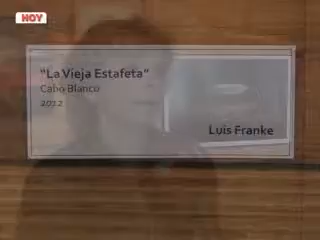 HOY
"La Vieja Estafeta"
Cabo Blanco
2012
Luis Franke